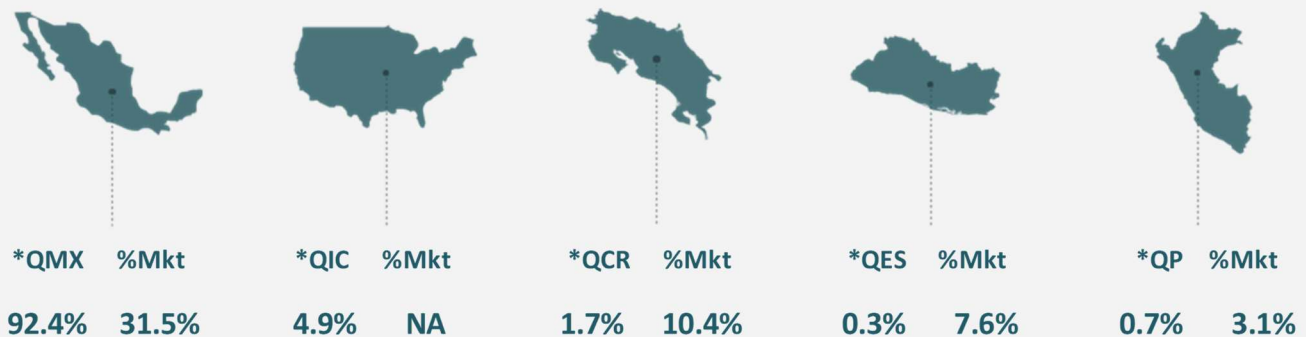 *QMX %Mkt *QIC %Mkt *QCR %Mkt *QES %Mkt *QP %Mkt
92.4% 31.5% 4.9% NA 1.7% 10.4% 0.3% 7.6% 0.7% 3.1%